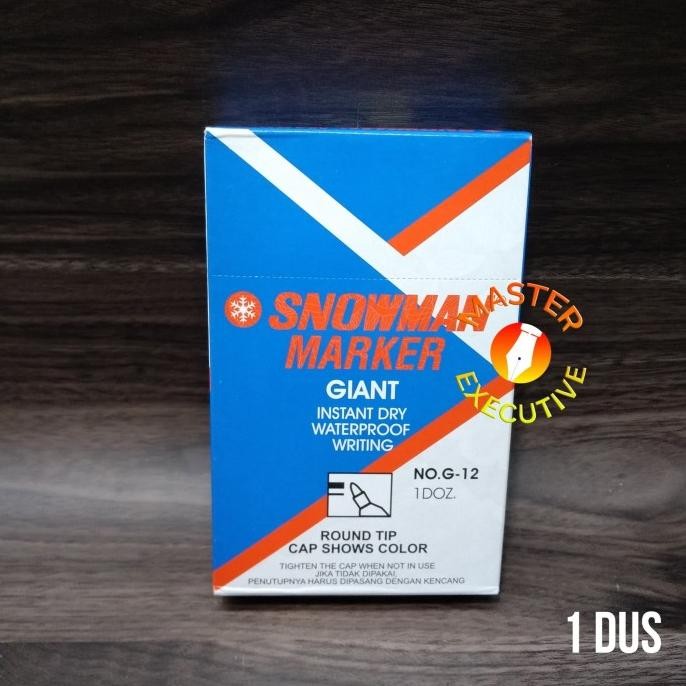 SNOWMAN
MARKER
MASTER
EXECUTIVE
GIANT
INSTANT DRY
WATERPROOF
WRITING
NO.G-12
1DOZ.
ROUND TIP
CAP SHOWS COLOR
TIGHTEN THE CAP WHEN NOT IN USE
JIKA TIDAK DIPAKAI,
PENUTUPNYA HARUS DIPASANG DENGAN KENCANG
1 DUS